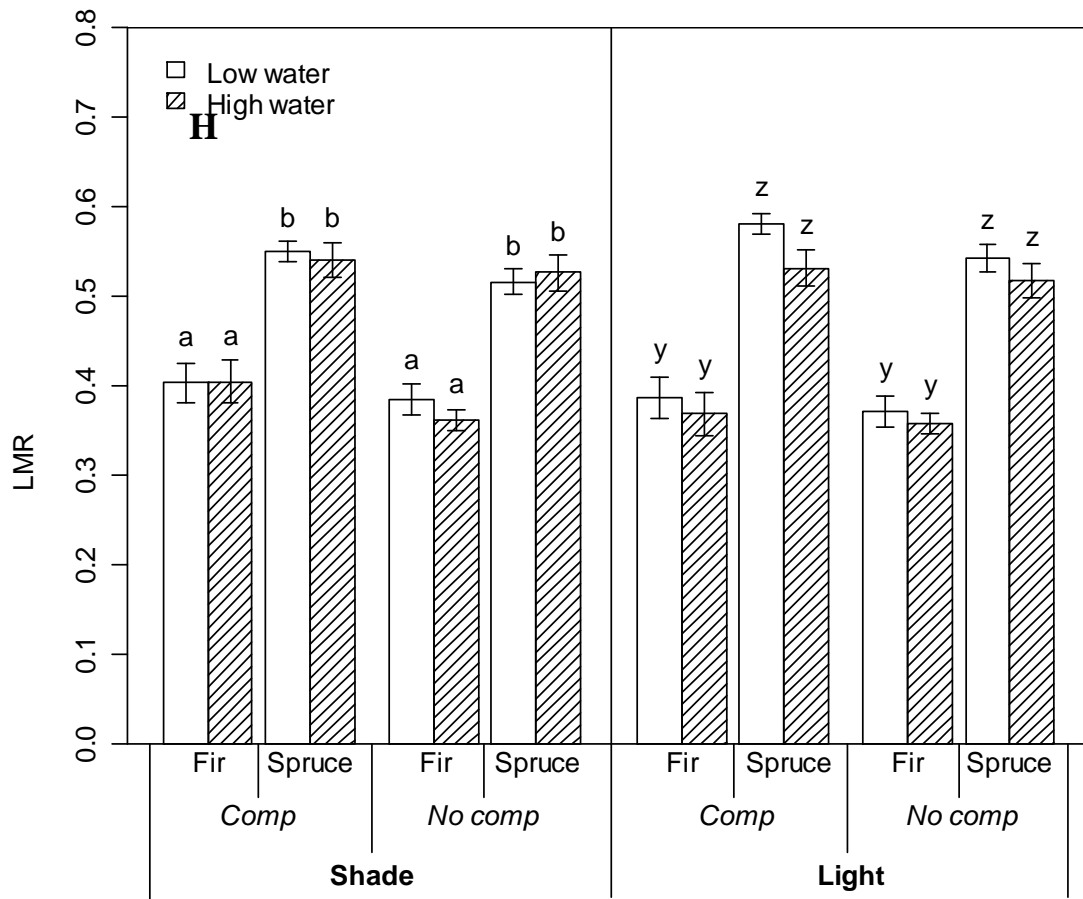 0.8
0.7
0.6
0.5
0.4
0.3
0.2
0.1
0.0
LMR
Low water
High water
H
a a b b a a b b
y y z z y y z z
Fir Spruce Fir Spruce Fir Spruce Fir Spruce
Comp No comp Comp No comp
Shade Light